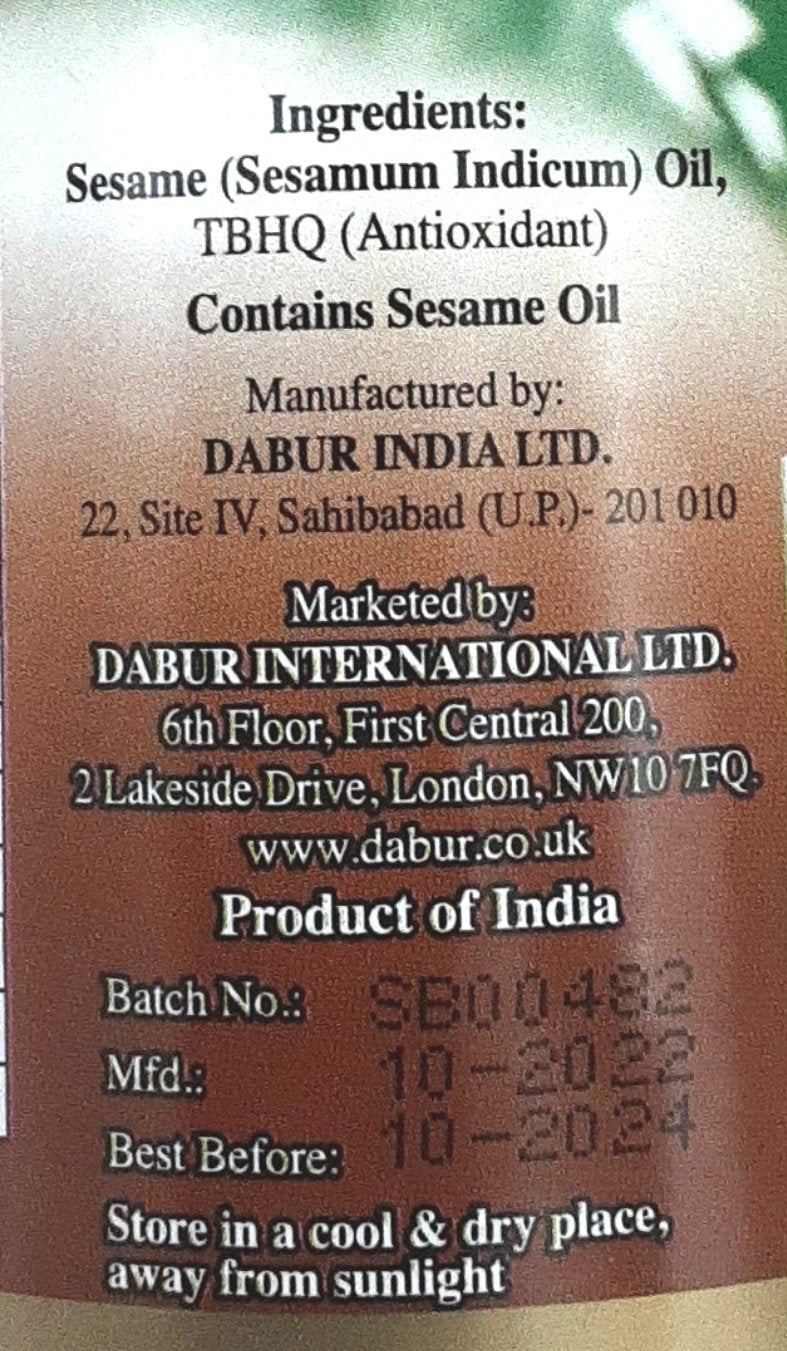 Ingredients:
Sesame (Sesamum Indicum) Oil,
TBHQ (Antioxidant)
Contains Sesame Oil
Manufactured by:
DABUR INDIA LTD.
22, Site IV, Sahibabad (U.P.)- 201 010
Marketed by:
DABUR INTERNATIONAL LTD.
6th Floor, First Central 200,
2 Lakeside Drive, London, NW10 7FQ.
www.dabur.co.uk
Product of India
Batch No.: SB00482
Mfd.: 10-2022
Best Before: 10-2024
Store in a cool & dry place,
away from sunlight